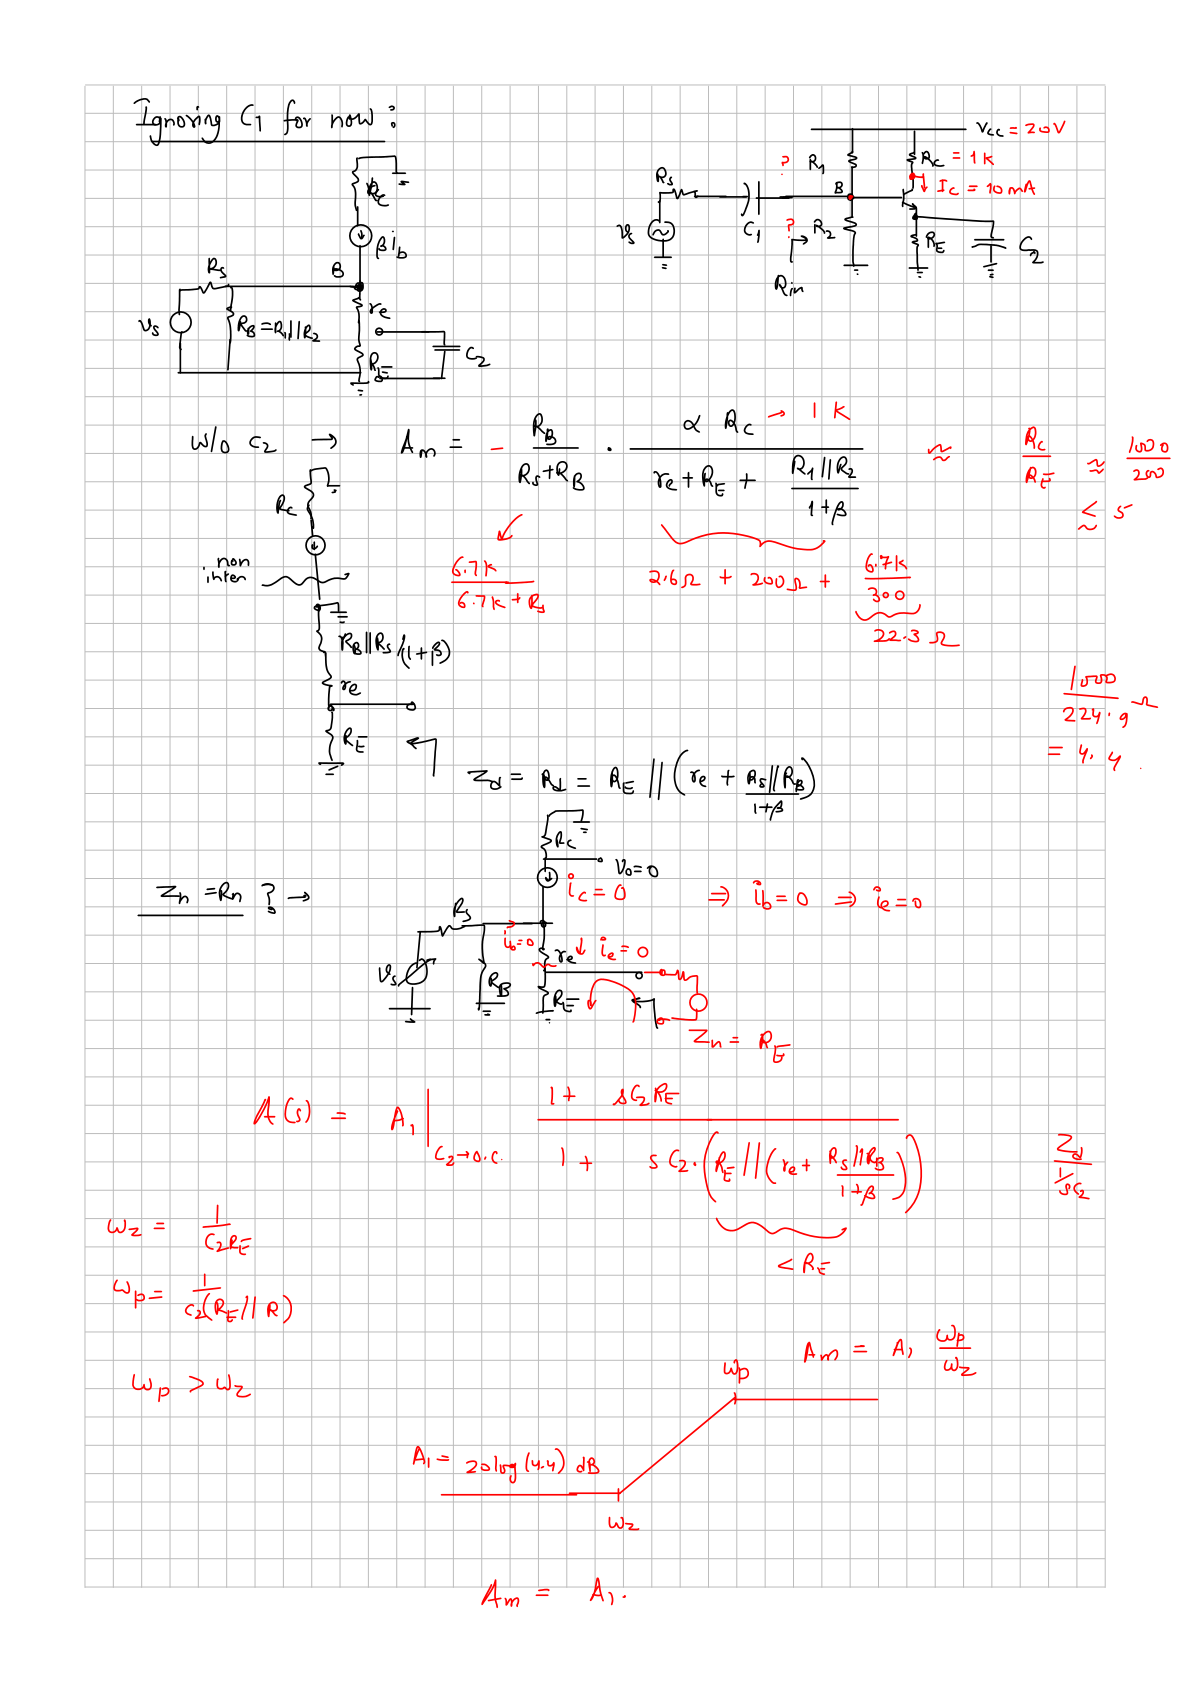 Ignoring C1 for now :
VCC = 20V
R1
RC = 1K
? 
Rs
B
IC = 10mA
C1
?
R2
RE
C2
vs
Rin
RC
βib
Rs
B
re
vs
RB = R1//R2
RE
C2
w/o C2 → Am = - RB/(Rs+RB) · α RC → 1K / (re + RE + (R1//R2)/(1+β)) ≈ RC/RE ≈ 1000/200
≲ 5
RC
non
inter
6.7K/(6.7K + Rs)
2.6Ω + 200Ω + 6.7K/300
22.3 Ω
RB//Rs/(1+β)
re
RE
1000/224.9 Ω
= 4.4
Zd = Rd = RE // (re + Rs//RB/(1+β))
RC
vo=0
Zn = Rn ? →
ic = 0 ⇒ ib = 0 ⇒ ie = 0
Rs
ib=0
re ↓ ie = 0
vs
RB
RE
Zn = RE
A(s) = A1 | C2→o.c. (1 + sC2RE) / (1 + sC2·(RE//(re + Rs//RB/(1+β))))
Zd/(1/sC2)
< RE
ωz = 1/(C2RE)
ωp = 1/(C2(RE//R))
Am = A1 ωp/ωz
ωp
ωp > ωz
A1 = 20log(4.4) dB
ωz
Am = A1.